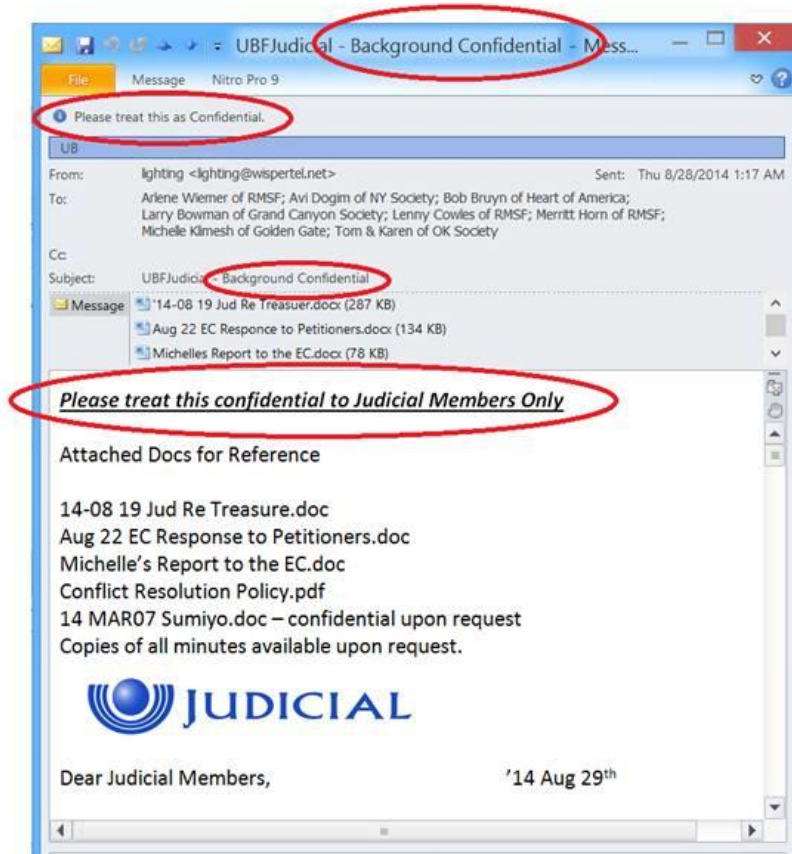 UBFJudicial - Background Confidential - Mess...
File Message Nitro Pro 9
Please treat this as Confidential.
UB
From: lighting <lighting@wispertel.net> Sent: Thu 8/28/2014 1:17 AM
To: Arlene Wiemer of RMSF; Avi Dogim of NY Society; Bob Bruyn of Heart of America;
Larry Bowman of Grand Canyon Society; Lenny Cowles of RMSF; Merritt Horn of RMSF;
Michelle Klimesh of Golden Gate; Tom & Karen of OK Society
Cc
Subject: UBFJudicial - Background Confidential
Message '14-08 19 Jud Re Treasuer.docx (287 KB)
Aug 22 EC Responce to Petitioners.docx (134 KB)
Michelles Report to the EC.docx (78 KB)
Please treat this confidential to Judicial Members Only
Attached Docs for Reference
14-08 19 Jud Re Treasure.doc
Aug 22 EC Response to Petitioners.doc
Michelle's Report to the EC.doc
Conflict Resolution Policy.pdf
14 MAR07 Sumiyo.doc – confidential upon request
Copies of all minutes available upon request.
JUDICIAL
Dear Judicial Members, '14 Aug 29th